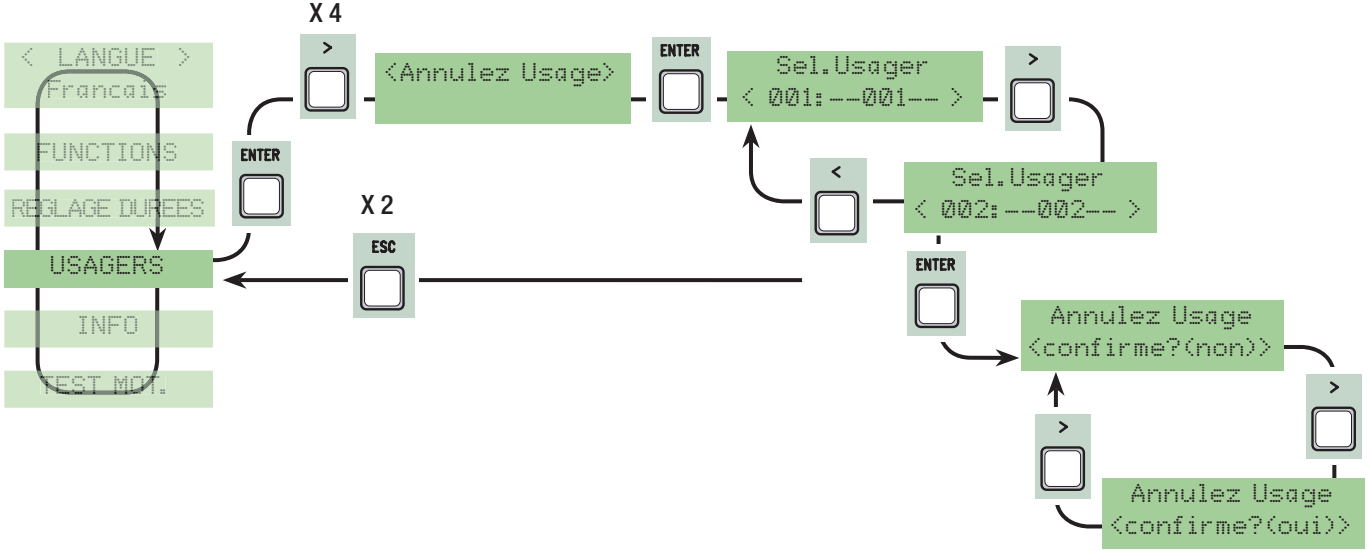 X 4
>
< LANGUE >
Francais
FUNCTIONS
REGLAGE DUREES
USAGERS
INFO
TEST MOT.
ENTER
<Annulez Usage>
ENTER
Sel.Usager
< 001:--001-- >
>
Sel.Usager
< 002:--002-- >
<
X 2
ESC
ENTER
Annulez Usage
<confirme?(non)>
>
>
Annulez Usage
<confirme?(oui)>